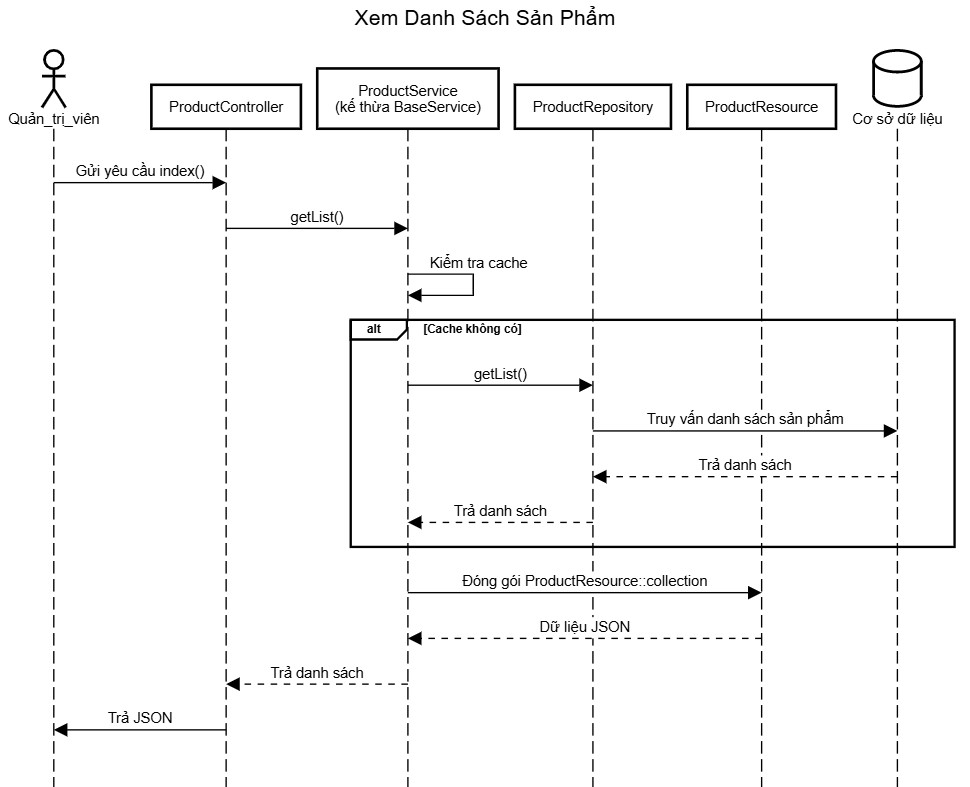 Xem Danh Sách Sản Phẩm
Quản_trị_viên
ProductController
ProductService
(kế thừa BaseService)
ProductRepository
ProductResource
Cơ sở dữ liệu
Gửi yêu cầu index()
getList()
Kiểm tra cache
alt
[Cache không có]
getList()
Truy vấn danh sách sản phẩm
Trả danh sách
Trả danh sách
Đóng gói ProductResource::collection
Dữ liệu JSON
Trả danh sách
Trả JSON